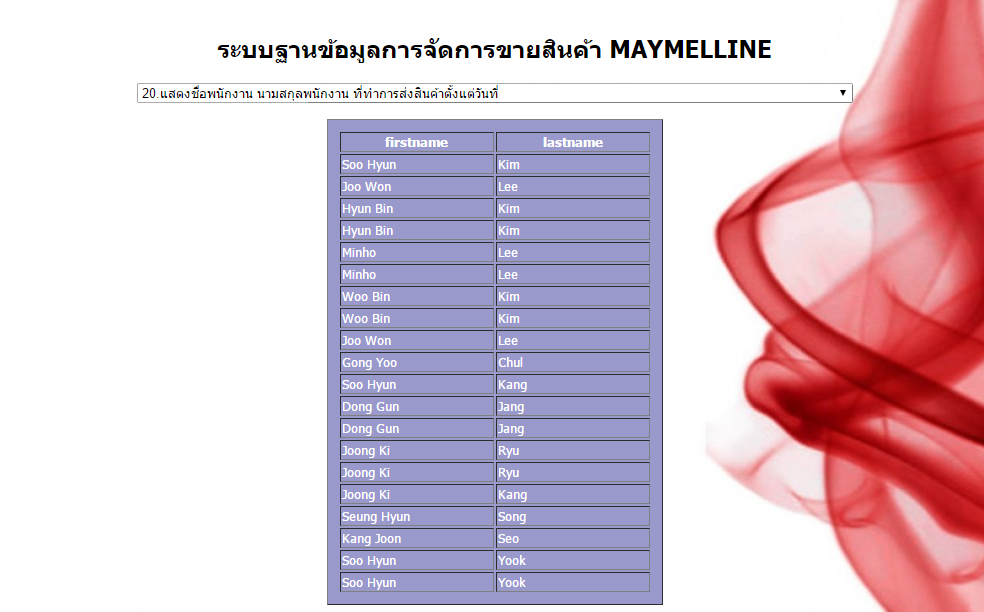 ระบบฐานข้อมูลการจัดการขายสินค้า MAYMELLINE
20.แสดงชื่อพนักงาน นามสกุลพนักงาน ที่ทำการส่งสินค้าตั้งแต่วันที่
firstname lastname
Soo Hyun Kim
Joo Won Lee
Hyun Bin Kim
Hyun Bin Kim
Minho Lee
Minho Lee
Woo Bin Kim
Woo Bin Kim
Joo Won Lee
Gong Yoo Chul
Soo Hyun Kang
Dong Gun Jang
Dong Gun Jang
Joong Ki Ryu
Joong Ki Ryu
Joong Ki Kang
Seung Hyun Song
Kang Joon Seo
Soo Hyun Yook
Soo Hyun Yook